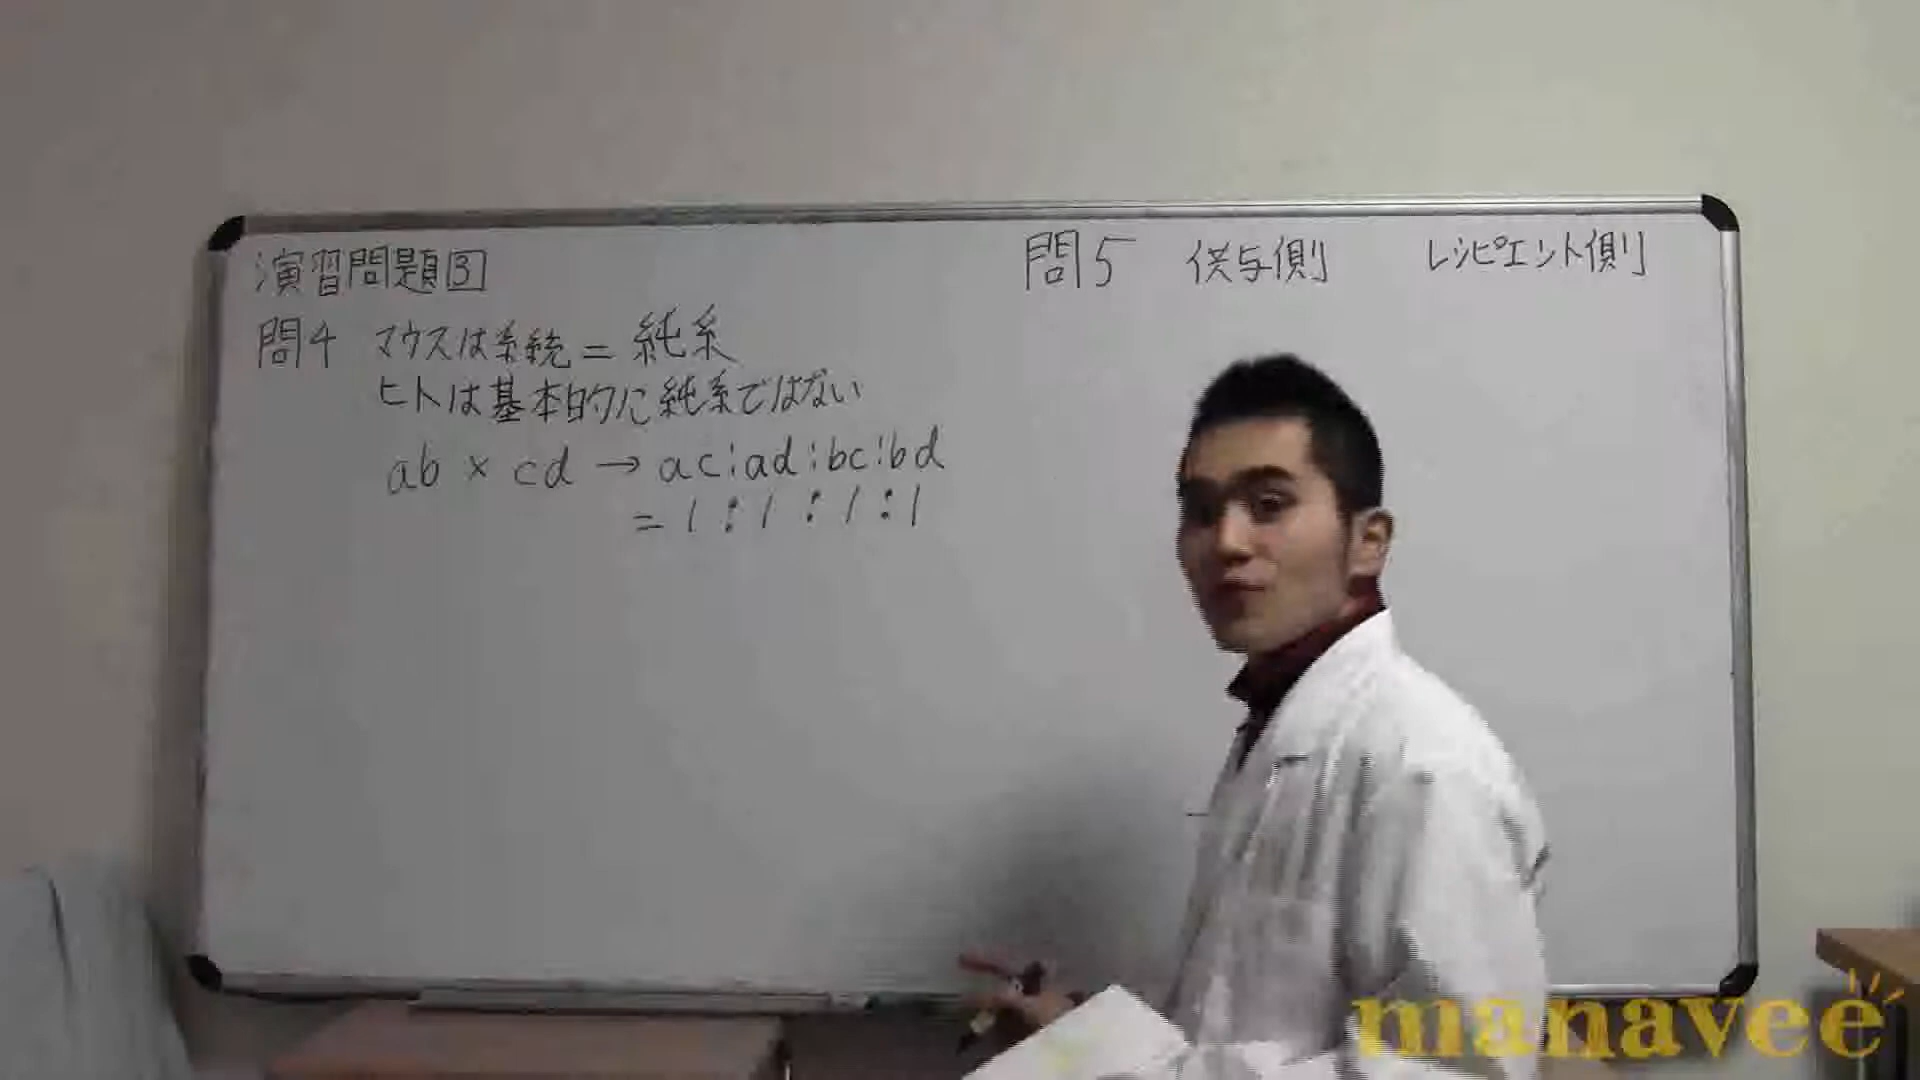 演習問題3
問4 マウスは系統=純系
ヒトは基本的に純系ではない
ab × cd → ac:ad:bc:bd
=1:1:1:1
問5 供与側 レシピエント側
manavee